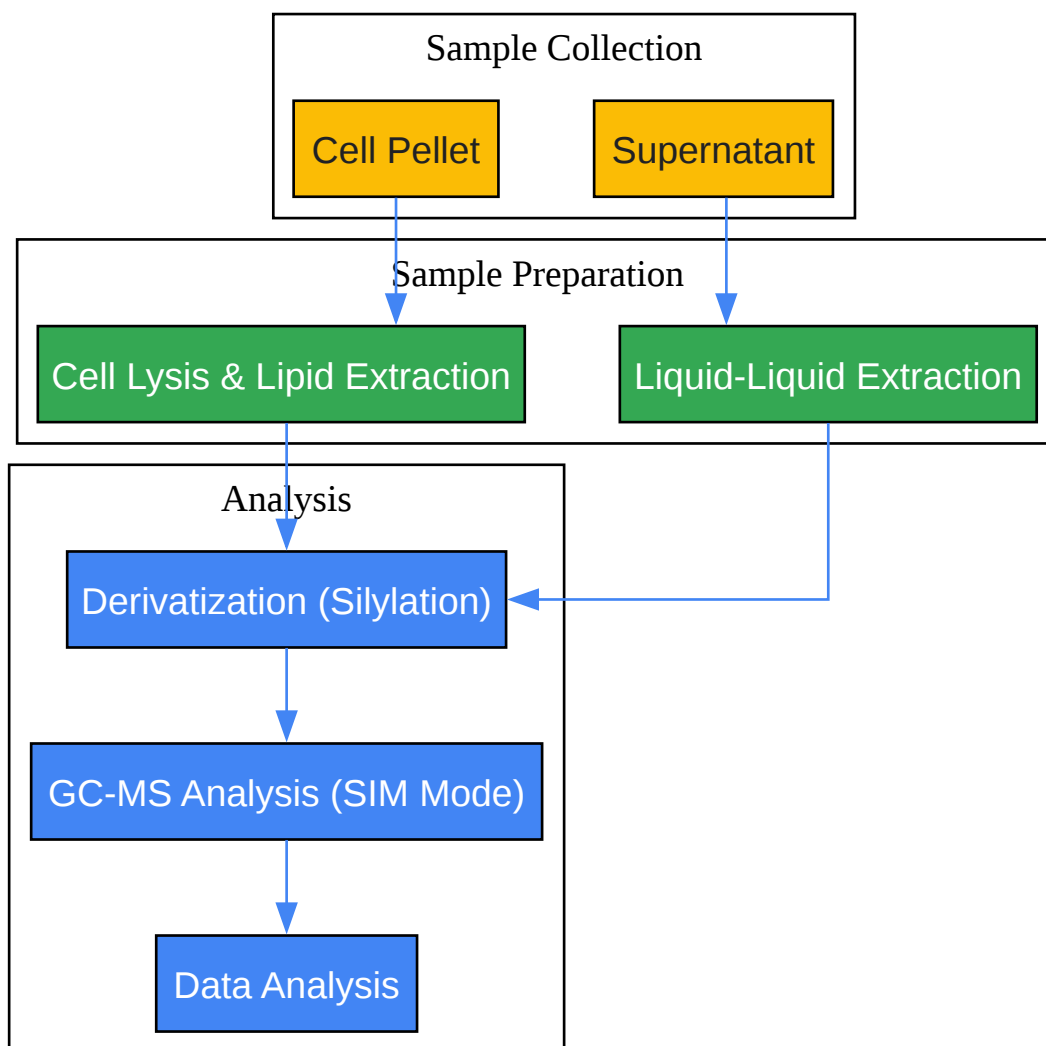 Sample Collection
Cell Pellet
Supernatant
Sample Preparation
Cell Lysis & Lipid Extraction
Liquid-Liquid Extraction
Analysis
Derivatization (Silylation)
GC-MS Analysis (SIM Mode)
Data Analysis